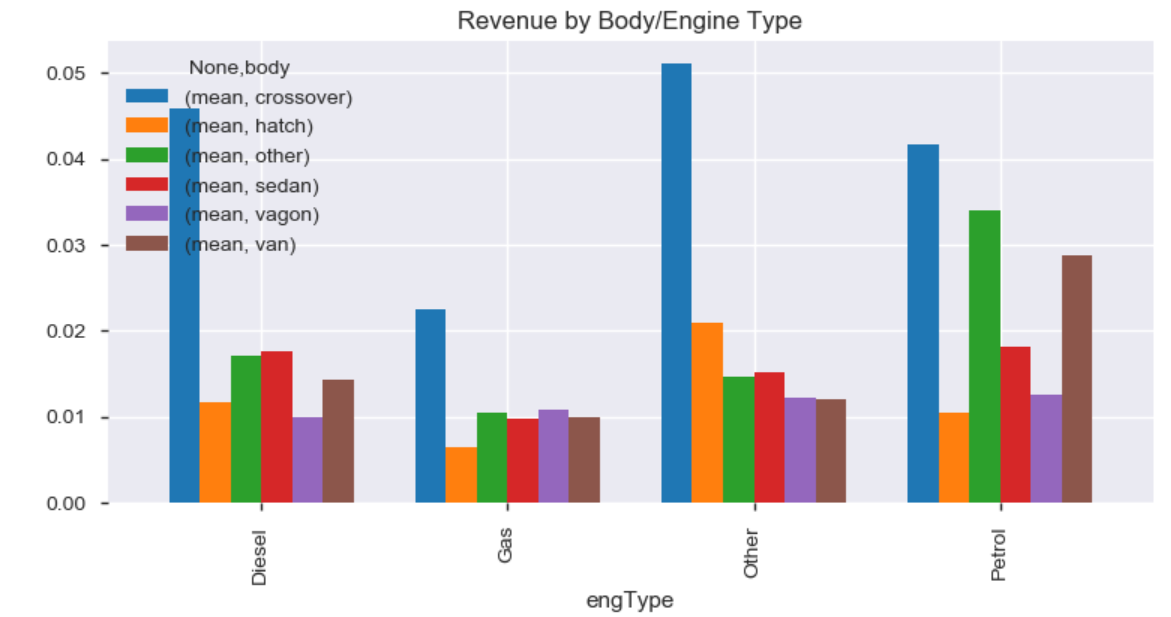 Revenue by Body/Engine Type
None,body
(mean, crossover)
(mean, hatch)
(mean, other)
(mean, sedan)
(mean, vagon)
(mean, van)
0.05
0.04
0.03
0.02
0.01
0.00
Diesel
Gas
Other
Petrol
engType